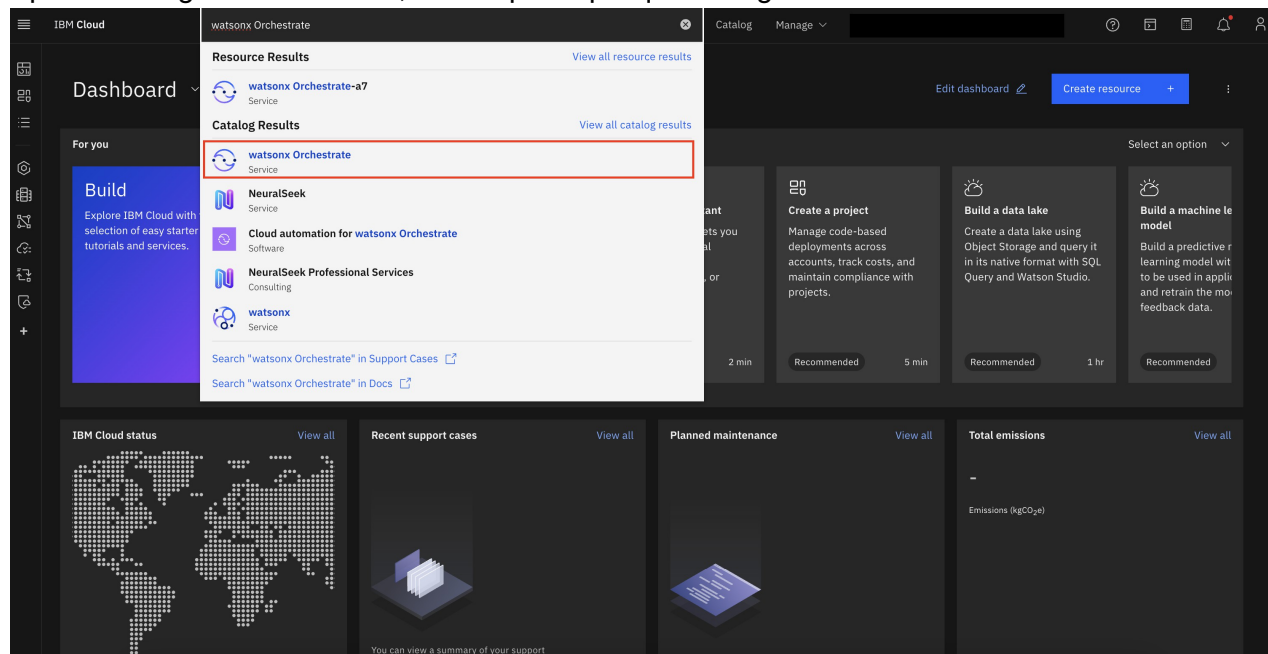 IBM Cloud
watsonx Orchestrate
Catalog
Manage
Dashboard
Edit dashboard
Create resource +
Resource Results
View all resource results
watsonx Orchestrate-a7
Service
Catalog Results
View all catalog results
watsonx Orchestrate
Service
NeuralSeek
Service
Cloud automation for watsonx Orchestrate
Software
NeuralSeek Professional Services
Consulting
watsonx
Service
Search "watsonx Orchestrate" in Support Cases
Search "watsonx Orchestrate" in Docs
For you
Select an option
Build
Explore IBM Cloud with
selection of easy starter
tutorials and services.
ets you
or
2 min
Create a project
Manage code-based
deployments across
accounts, track costs, and
maintain compliance with
projects.
Recommended
5 min
Build a data lake
Create a data lake using
Object Storage and query it
in its native format with SQL
Query and Watson Studio.
Recommended
1 hr
Build a machine le
model
Build a predictive
learning model wit
to be used in appli
and retrain the mo
feedback data.
Recommended
IBM Cloud status
View all
Recent support cases
View all
You can view a summary of your support
Planned maintenance
View all
Total emissions
View all
-
Emissions (kgCO₂e)